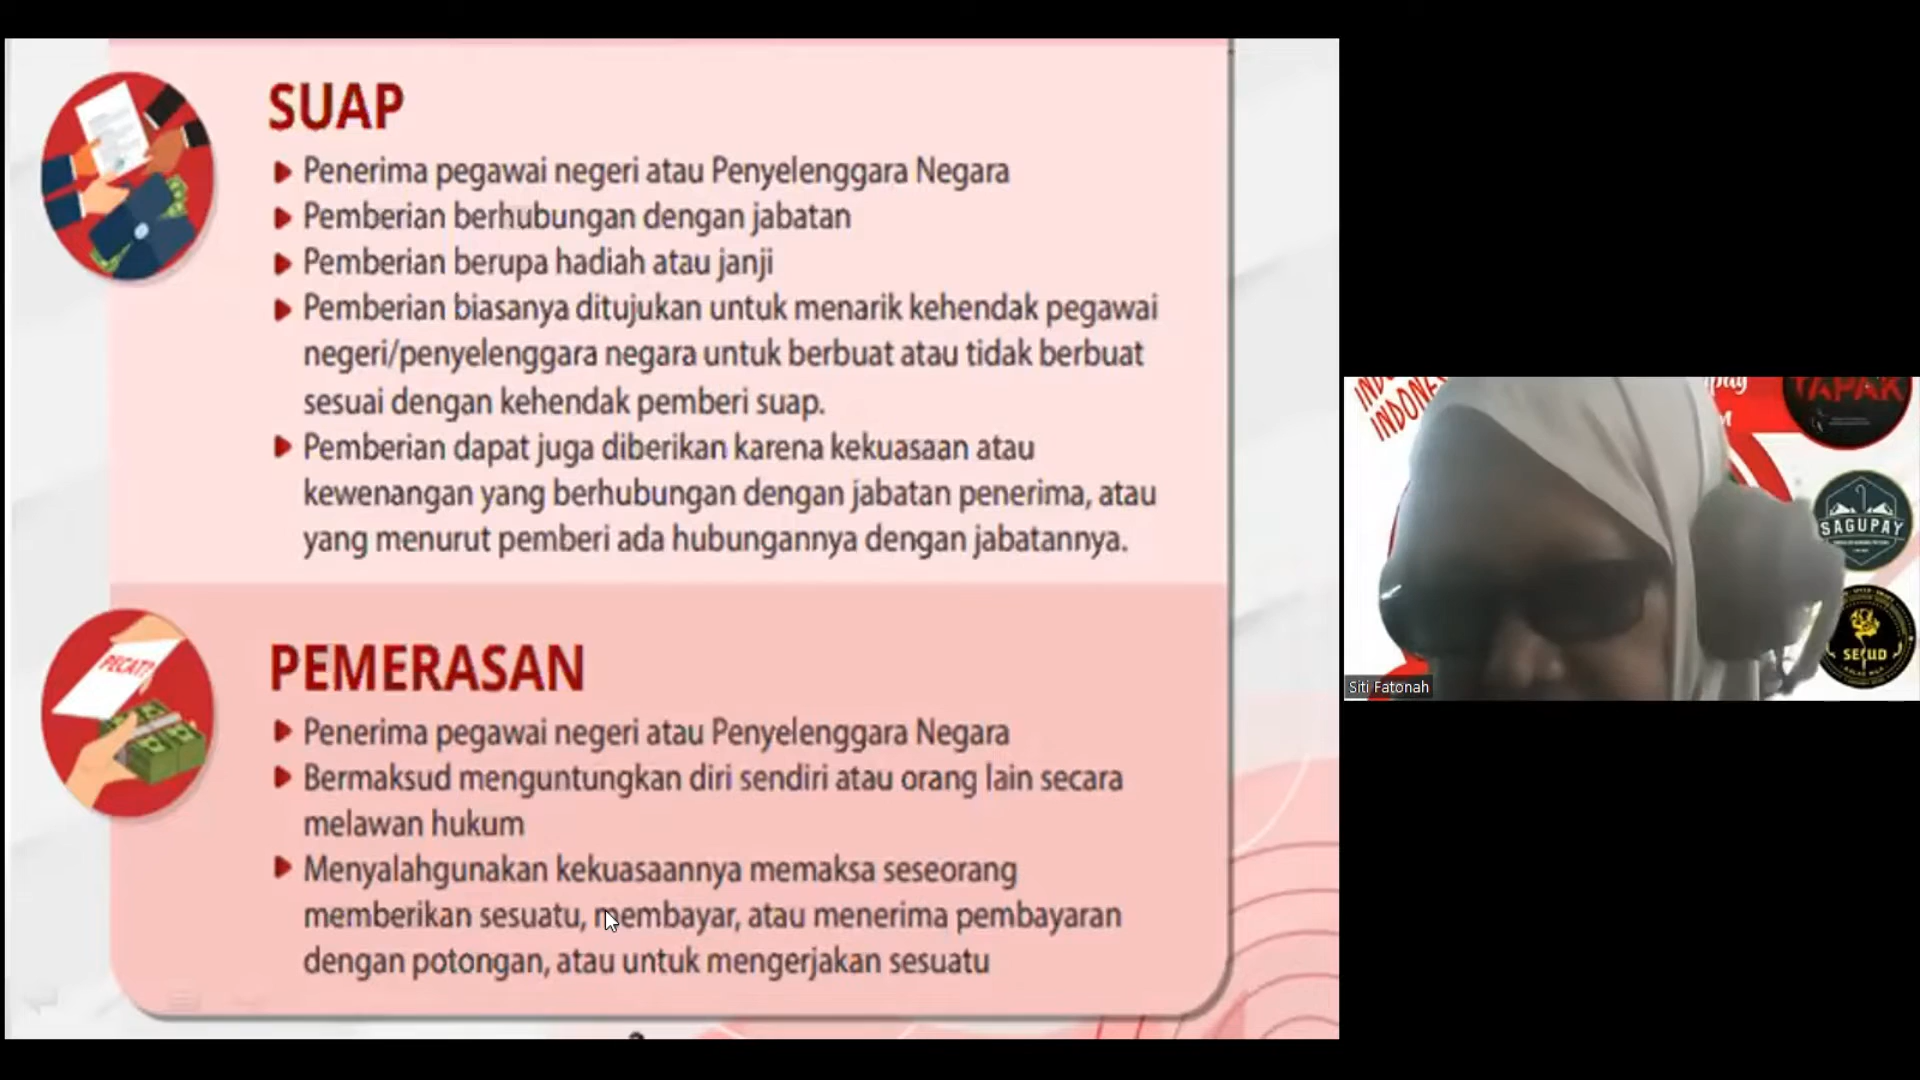 SUAP
Penerima pegawai negeri atau Penyelenggara Negara
Pemberian berhubungan dengan jabatan
Pemberian berupa hadiah atau janji
Pemberian biasanya ditujukan untuk menarik kehendak pegawai
negeri/penyelenggara negara untuk berbuat atau tidak berbuat
sesuai dengan kehendak pemberi suap.
Pemberian dapat juga diberikan karena kekuasaan atau
kewenangan yang berhubungan dengan jabatan penerima, atau
yang menurut pemberi ada hubungannya dengan jabatannya.
PECAT?
PEMERASAN
Penerima pegawai negeri atau Penyelenggara Negara
Bermaksud menguntungkan diri sendiri atau orang lain secara
melawan hukum
Menyalahgunakan kekuasaannya memaksa seseorang
memberikan sesuatu, membayar, atau menerima pembayaran
dengan potongan, atau untuk mengerjakan sesuatu
TAPAK
SAGUPAY
Siti Fatonah